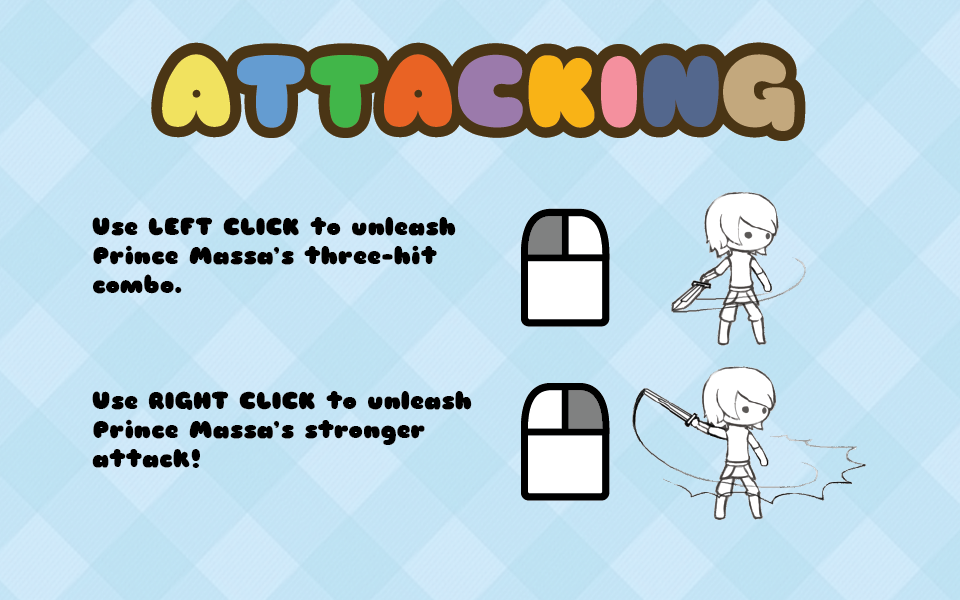 ATTACKING
Use LEFT CLICK to unleash
Prince Massa's three-hit
combo.
Use RIGHT CLICK to unleash
Prince Massa's stronger
attack!